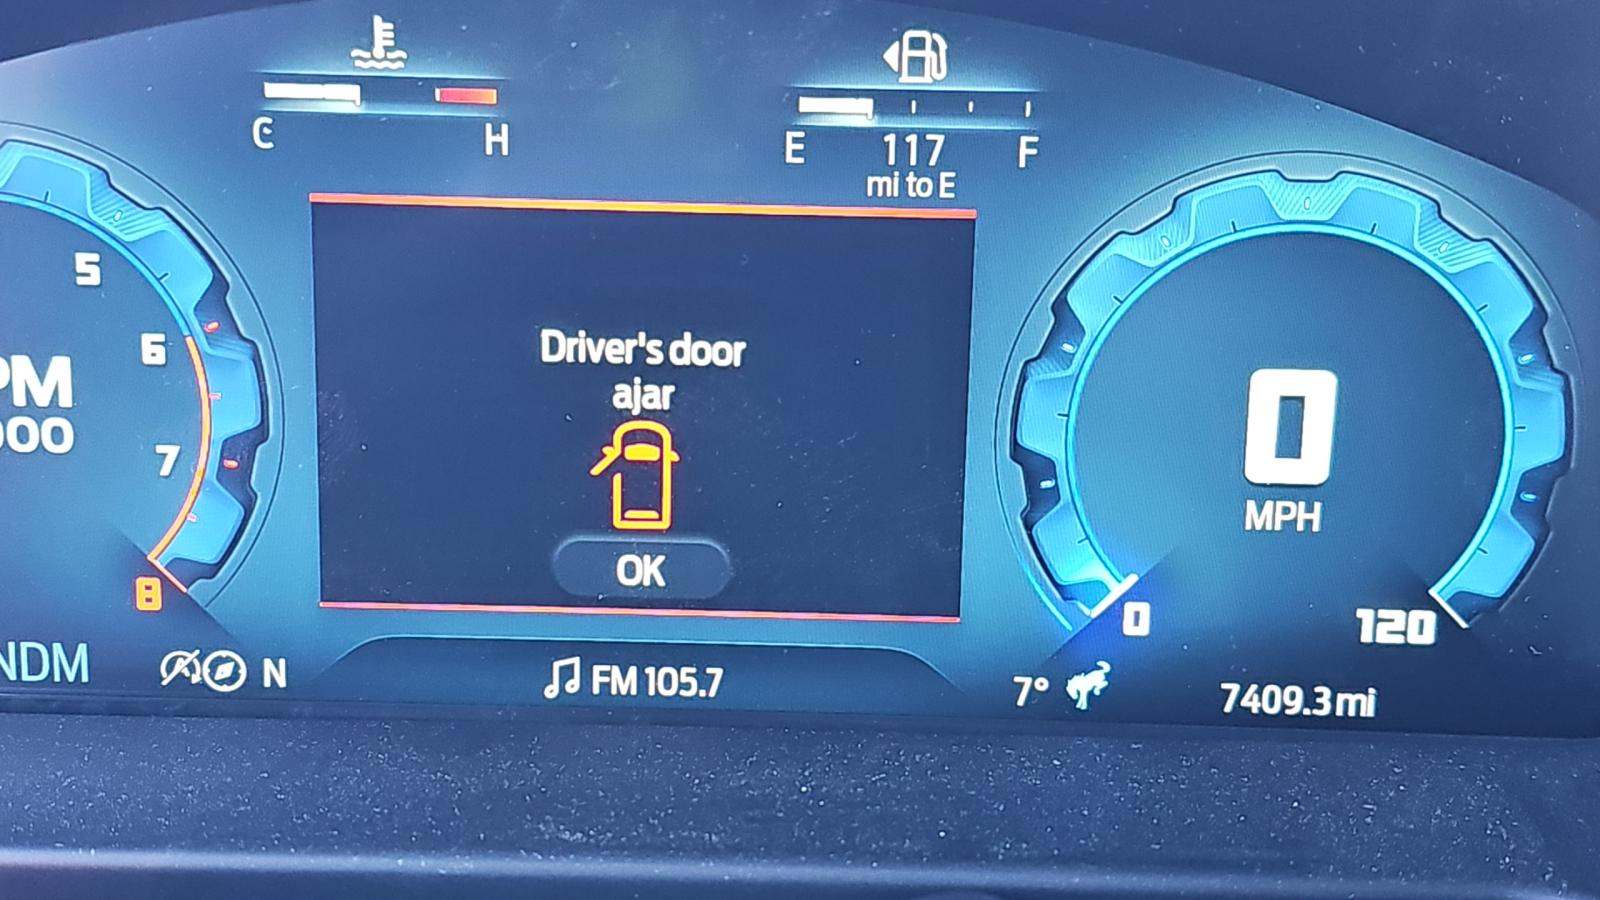 C
H
E
117
F
mi to E
5
6
7
8
PM
000
Driver's door
ajar
OK
0
MPH
0
120
NDM
N
FM 105.7
7°
7409.3 mi